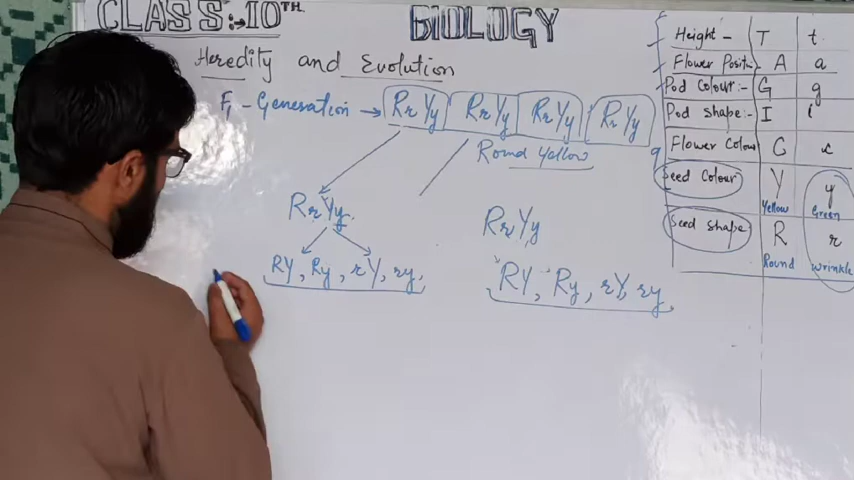 CLASS:-10TH
BIOLOGY
Heredity and Evolution
F1 - Generation → RrYy RrYy RrYy RrYy
Round Yellow
RrYy
RY, Ry, rY, ry,
RrYy
RY, Ry, rY, ry
Height - T t
Flower Posit- A a
Pod Colour:- G g
Pod shape:- I i
Flower Colou C c
Seed Colour Y y
Yellow Green
Seed shape R r
Round wrinkle